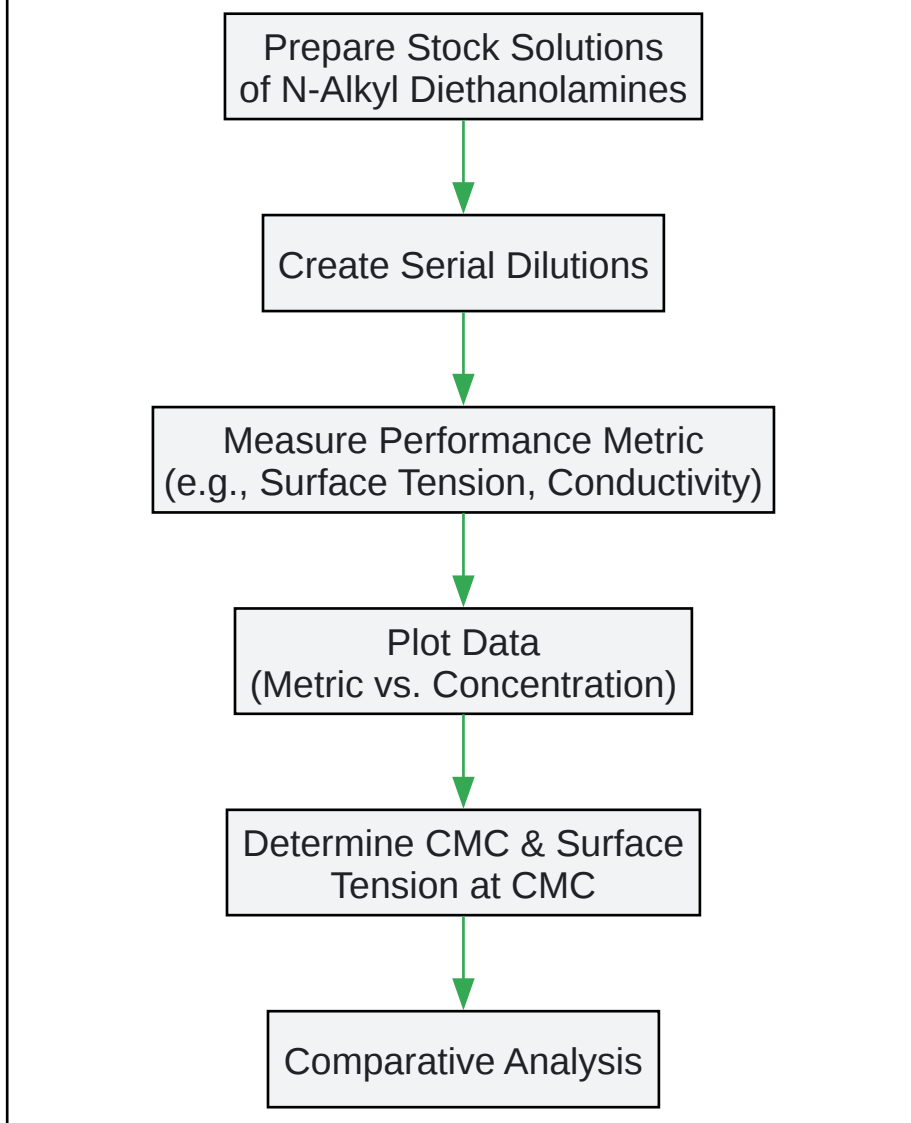 Prepare Stock Solutions
of N-Alkyl Diethanolamines
Create Serial Dilutions
Measure Performance Metric
(e.g., Surface Tension, Conductivity)
Plot Data
(Metric vs. Concentration)
Determine CMC & Surface
Tension at CMC
Comparative Analysis